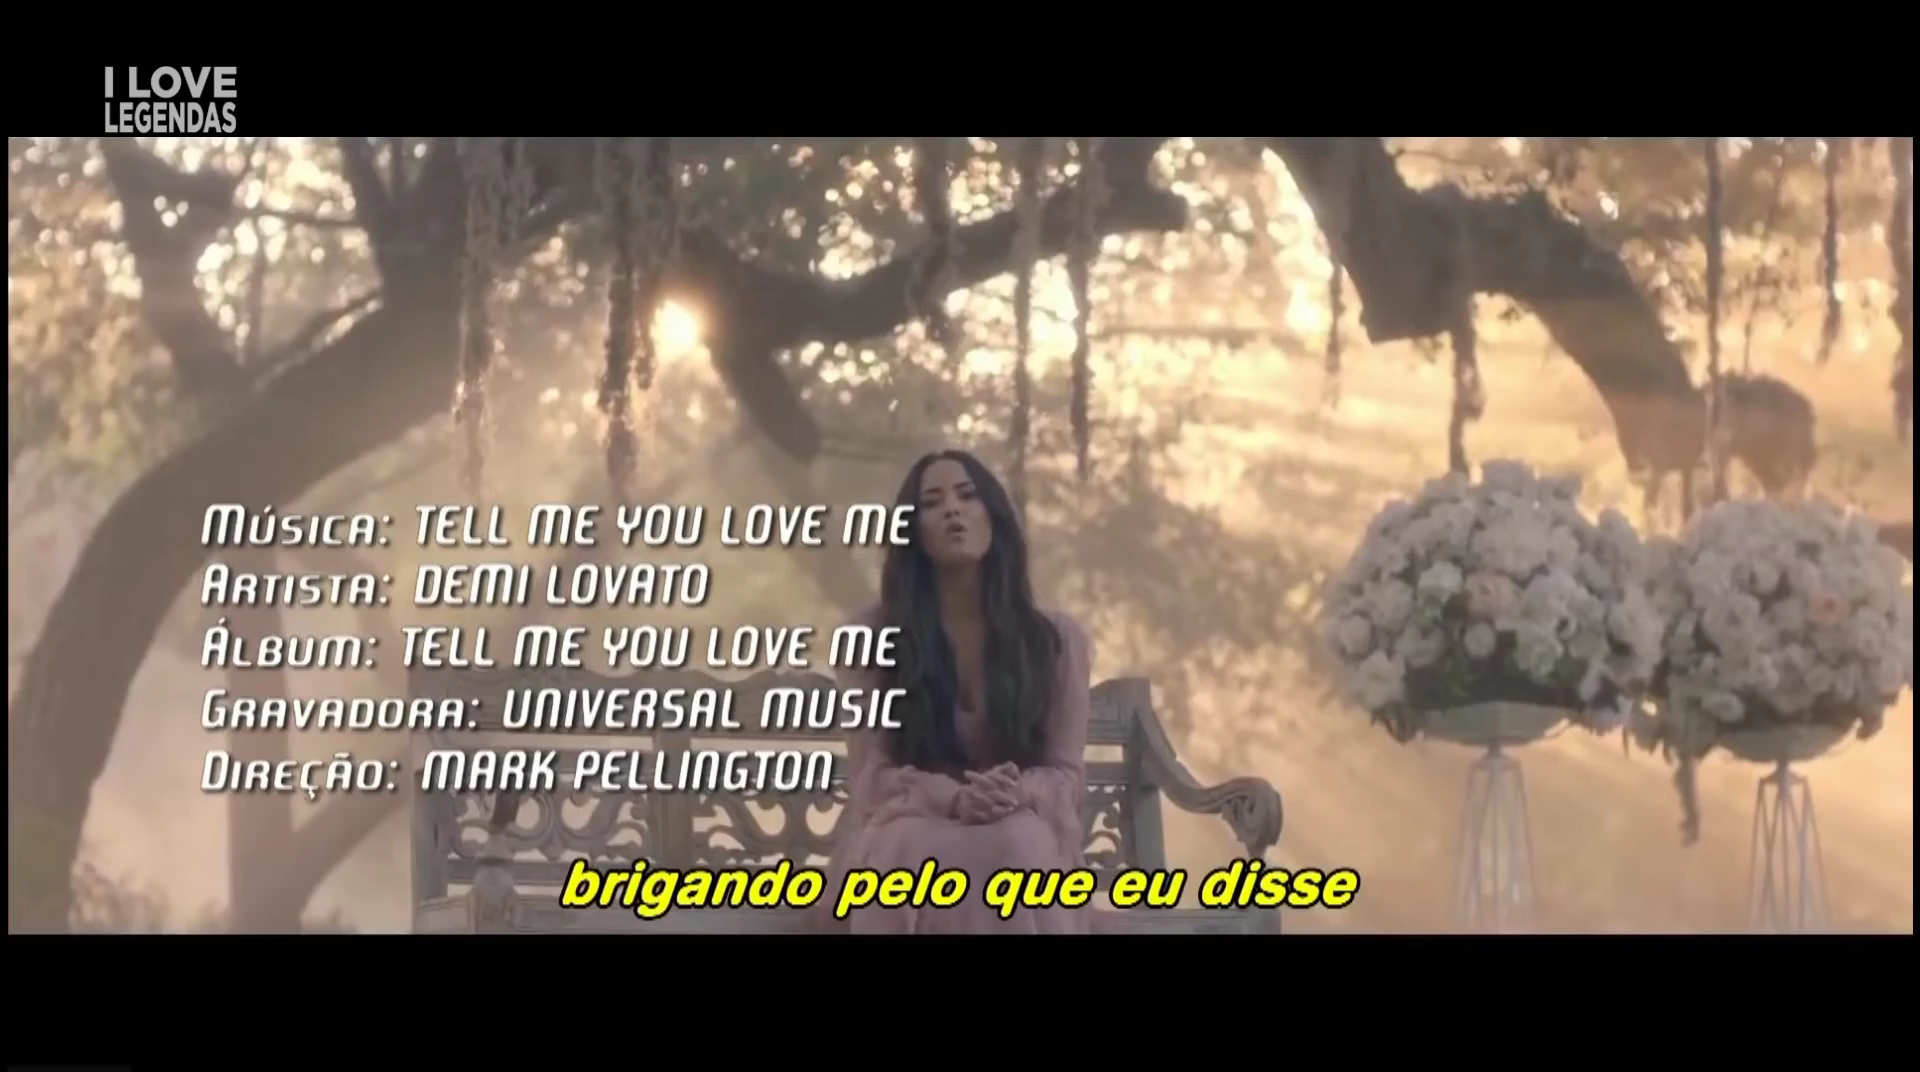 I LOVE
LEGENDAS
Música: TELL ME YOU LOVE ME
Artista: DEMI LOVATO
Álbum: TELL ME YOU LOVE ME
Gravadora: UNIVERSAL MUSIC
Direção: MARK PELLINGTON
brigando pelo que eu disse